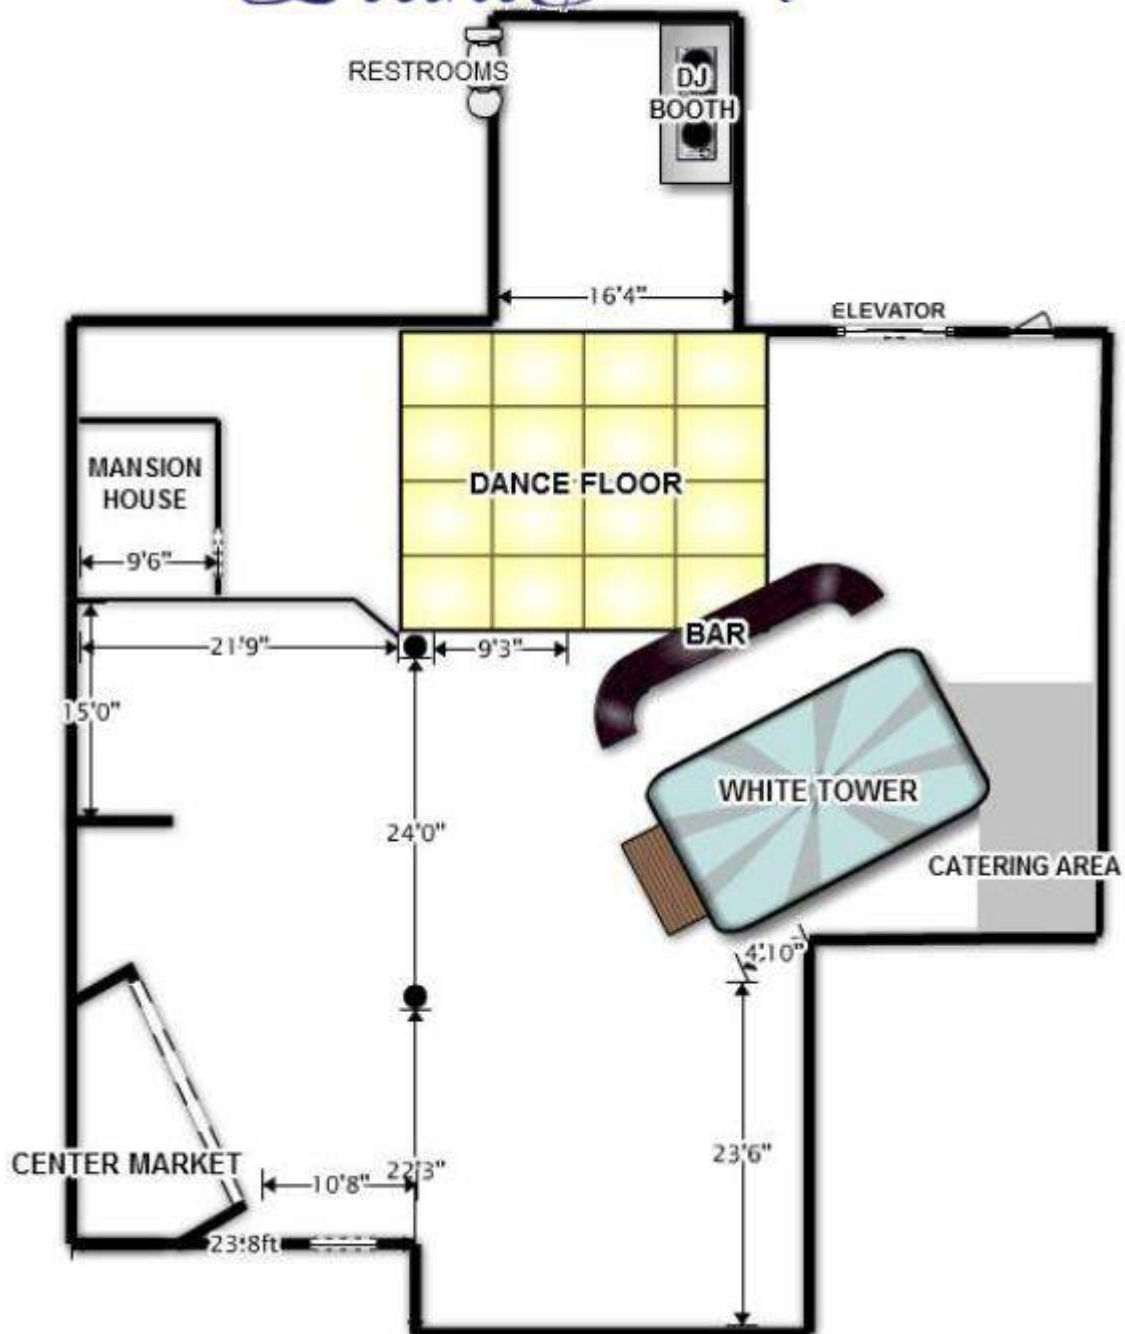 RESTROOMS
DJ
BOOTH
16'4"
ELEVATOR
MANSION
HOUSE
DANCE FLOOR
9'6"
21'9"
9'3"
BAR
15'0"
WHITE TOWER
24'0"
CATERING AREA
4'10"
23'6"
CENTER MARKET
22'3"
10'8"
23'8ft